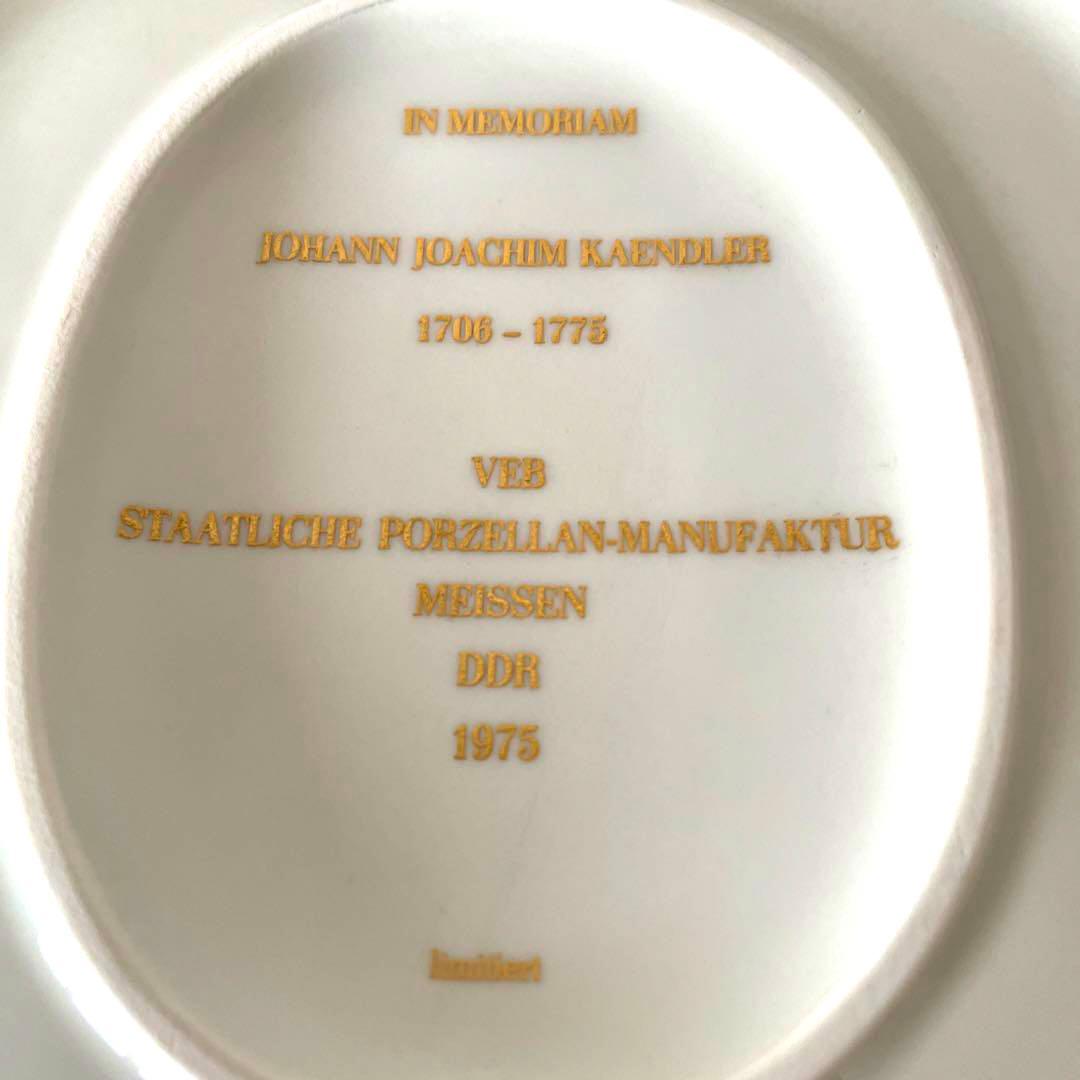 IN MEMORIAM
JOHANN JOACHIM KAENDLER
1706 – 1775
VEB
STAATLICHE PORZELLAN-MANUFAKTUR
MEISSEN
DDR
1975
limitiert